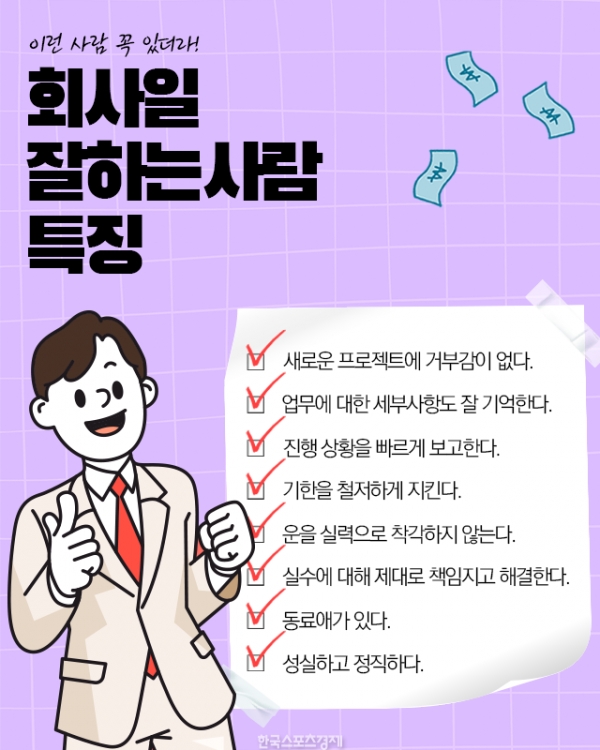 이런 사람 꼭 있더라!
회사일
잘하는사람
특징
새로운 프로젝트에 거부감이 없다.
업무에 대한 세부사항도 잘 기억한다.
진행 상황을 빠르게 보고한다.
기한을 철저하게 지킨다.
운을 실력으로 착각하지 않는다.
실수에 대해 제대로 책임지고 해결한다.
동료애가 있다.
성실하고 정직하다.
한국스포츠경제